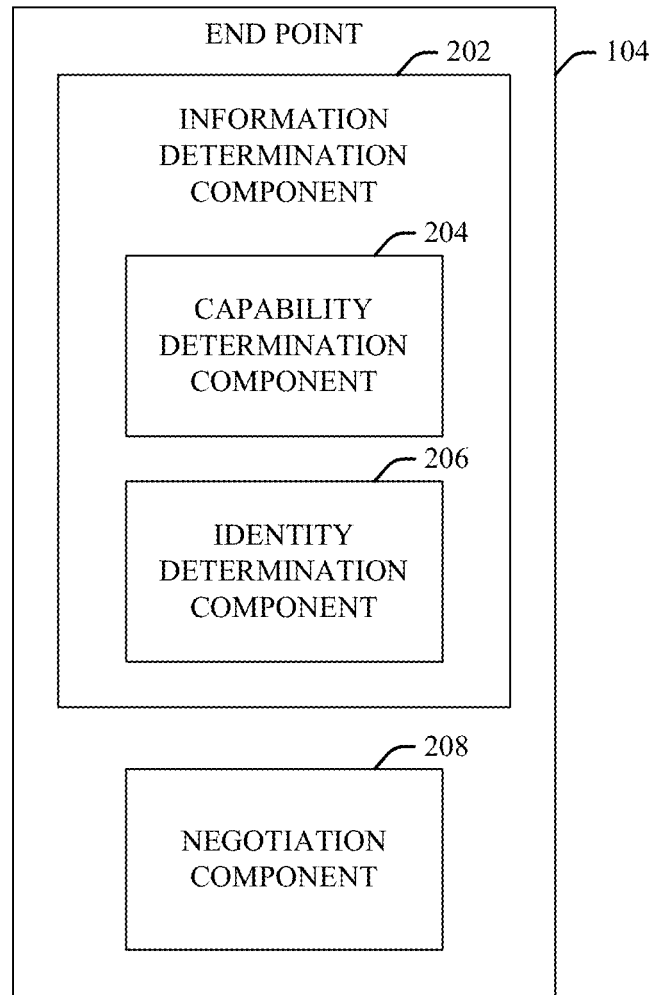 END POINT
202
104
INFORMATION
DETERMINATION
COMPONENT
204
CAPABILITY
DETERMINATION
COMPONENT
206
IDENTITY
DETERMINATION
COMPONENT
208
NEGOTIATION
COMPONENT